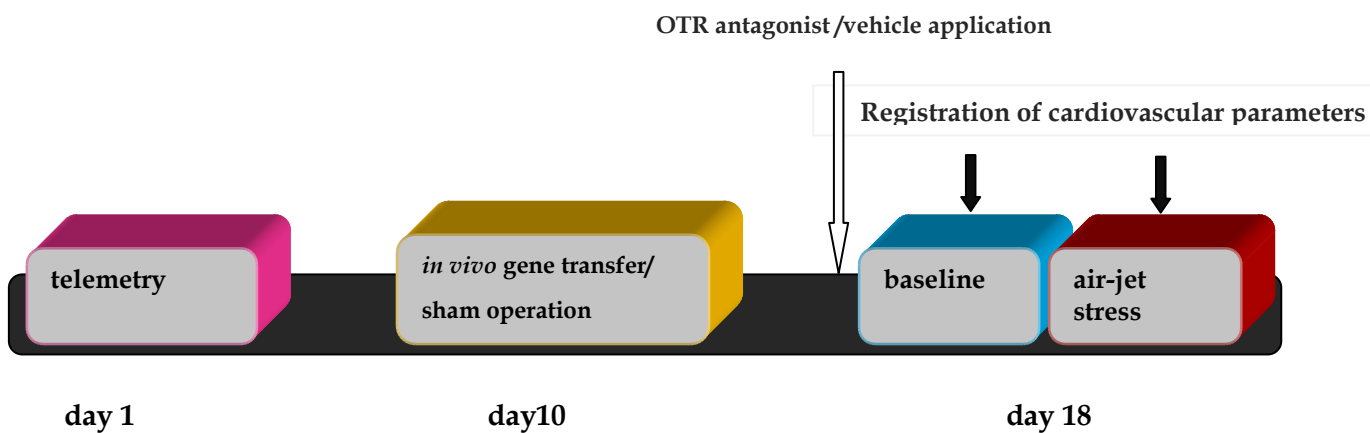 OTR antagonist/vehicle application
Registration of cardiovascular parameters
telemetry
in vivo gene transfer/
sham operation
baseline
air-jet
stress
day 1
day10
day 18